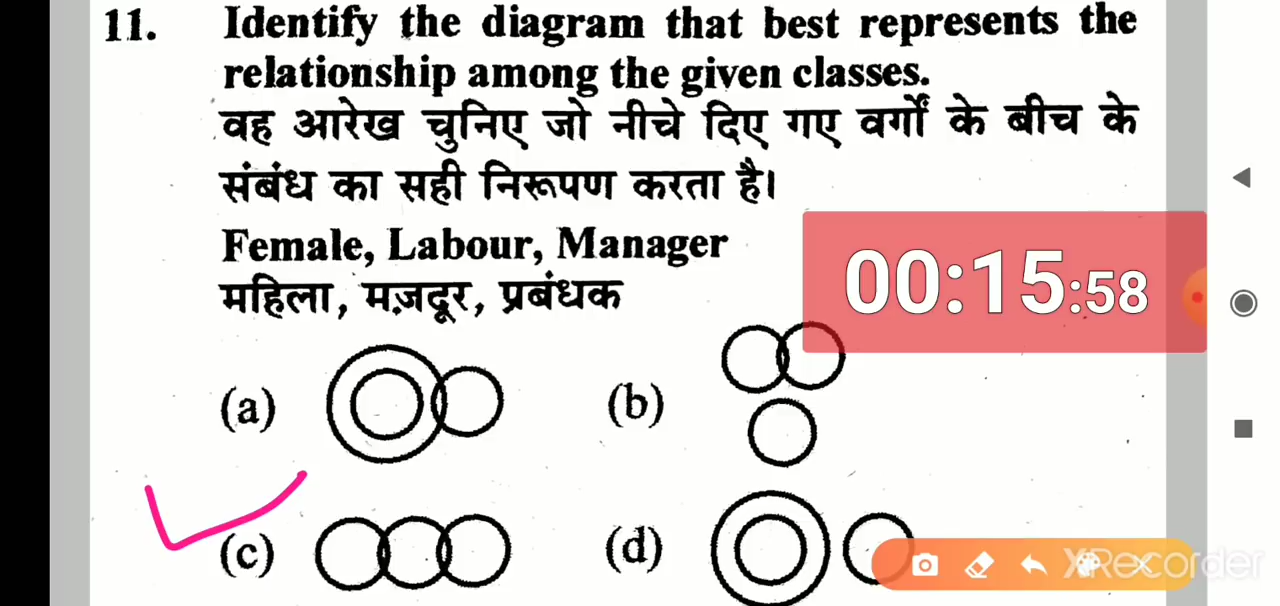 11. Identify the diagram that best represents the
relationship among the given classes.
वह आरेख चुनिए जो नीचे दिए गए वर्गों के बीच के
संबंध का सही निरूपण करता है।
Female, Labour, Manager
महिला, मज़दूर, प्रबंधक
00:15:58
(a) (b)
(c) (d)
XRecorder